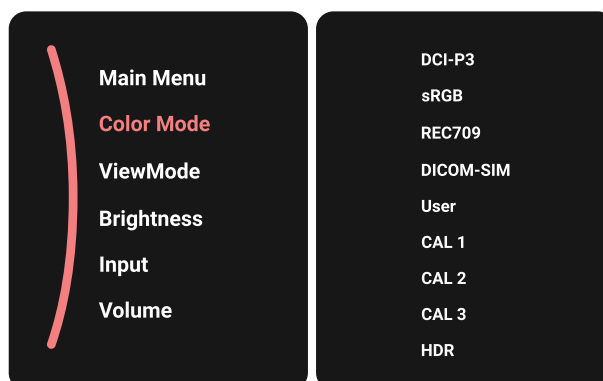 Main Menu
Color Mode
ViewMode
Brightness
Input
Volume
DCI-P3
sRGB
REC709
DICOM-SIM
User
CAL 1
CAL 2
CAL 3
HDR